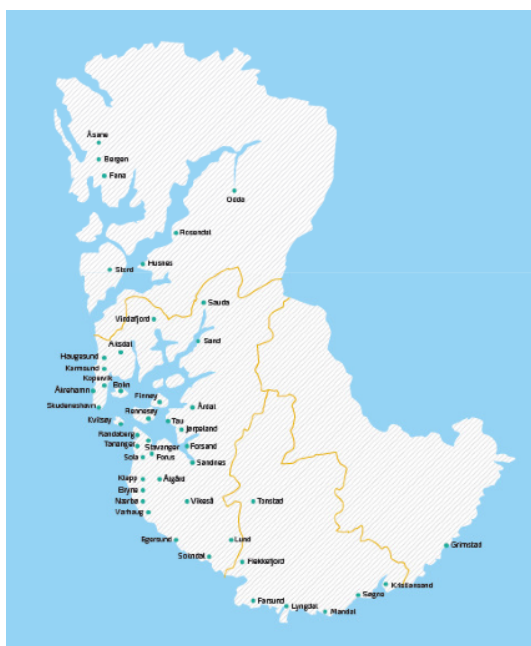 Åsane
Bergen
Fana
Odda
Rosendal
Husnes
Stord
Sauda
Vindafjord
Sand
Aksdal
Haugesund
Karmsund
Kopervik
Bokn
Åkrehamn
Finnøy
Skudeneshavn
Årdal
Rennesøy
Tau
Kvitsøy
Jørpeland
Randaberg
Stavanger
Tananger
Forsand
Forus
Sola
Sandnes
Klepp
Ålgård
Bryne
Nærbø
Vikeså
Tonstad
Varhaug
Egersund
Lund
Grimstad
Sokndal
Flekkefjord
Kristiansand
Søgne
Farsund
Lyngdal
Mandal